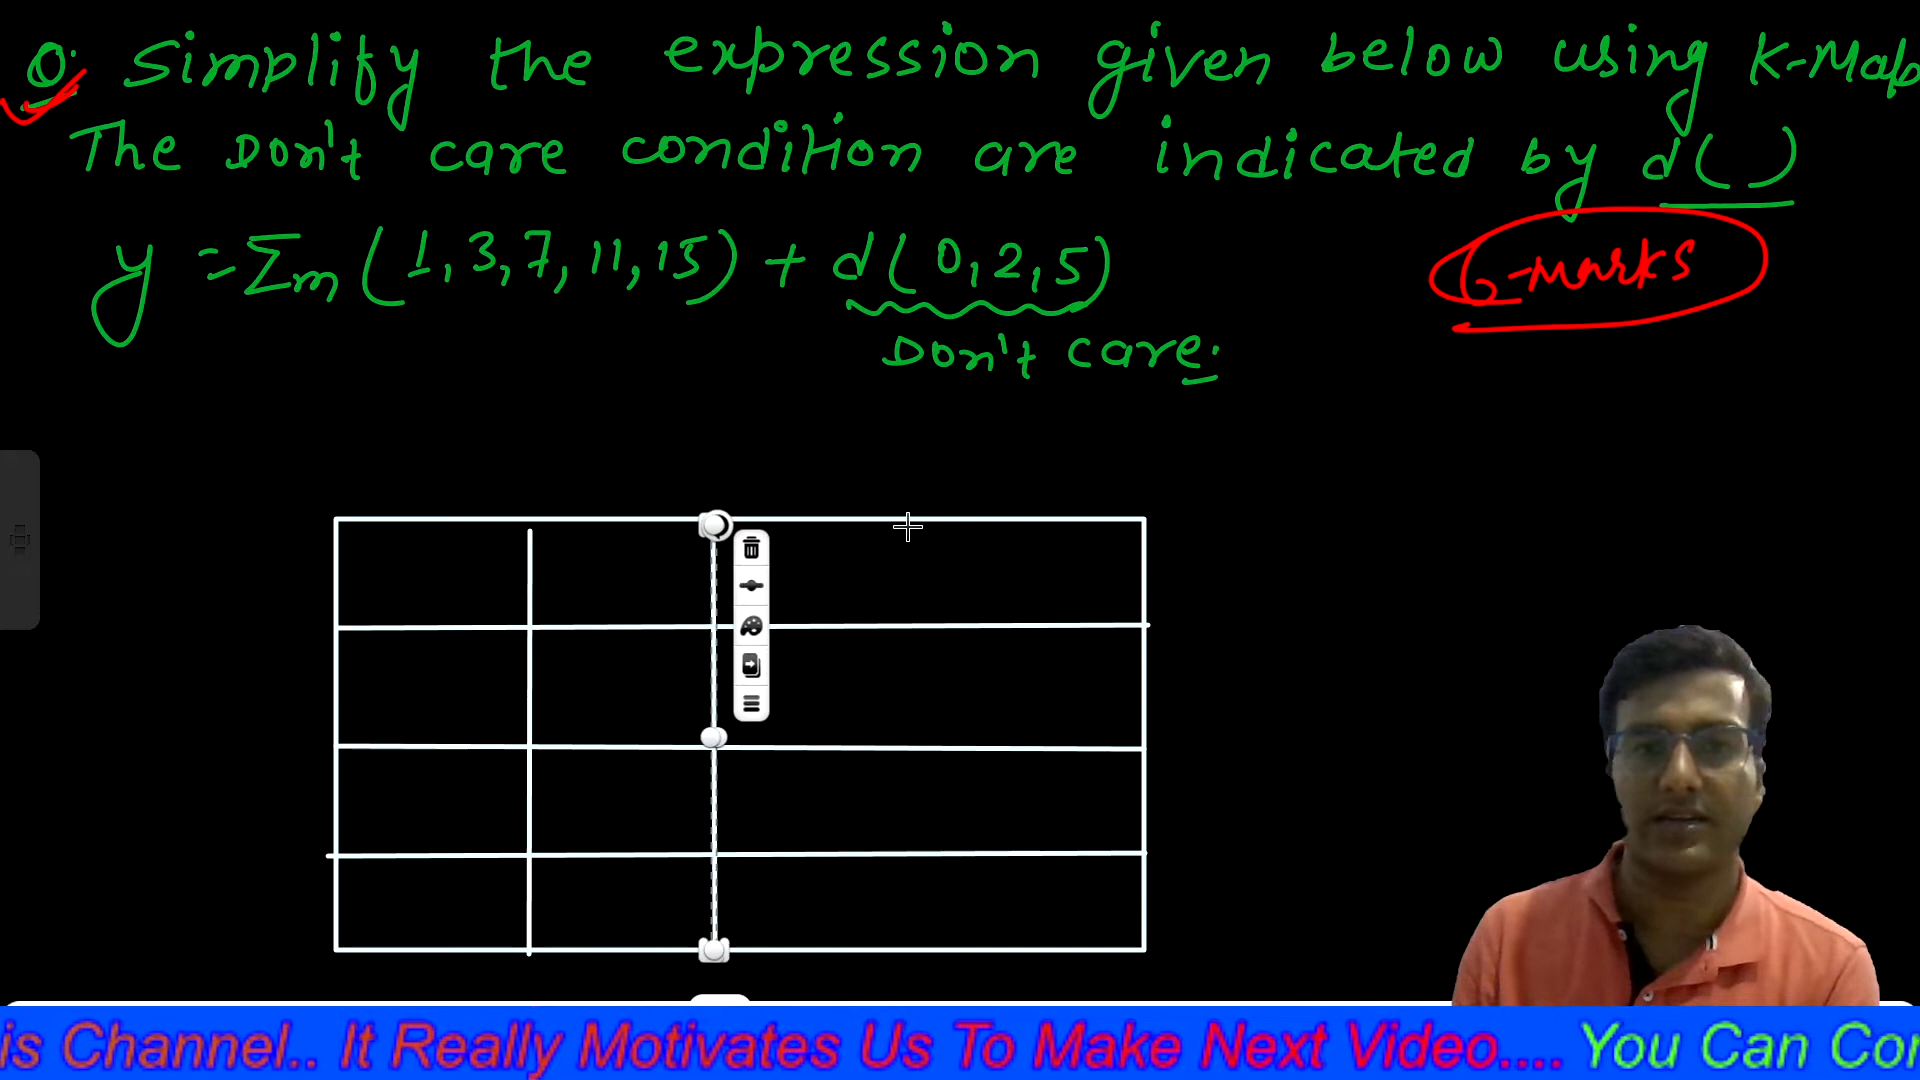 Q. Simplify the expression given below using K-Map
The Don't care condition are indicated by d( )
y = Σm (1,3,7,11,15) + d(0,2,5)
6-marks
Don't care.
is Channel.. It Really Motivates Us To Make Next Video.... You Can Con